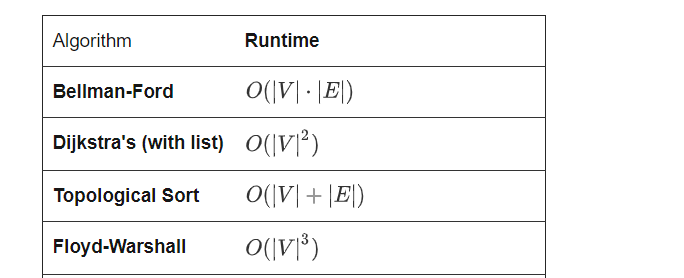 Algorithm Runtime
Bellman-Ford O(|V| · |E|)
Dijkstra's (with list) O(|V|²)
Topological Sort O(|V| + |E|)
Floyd-Warshall O(|V|³)